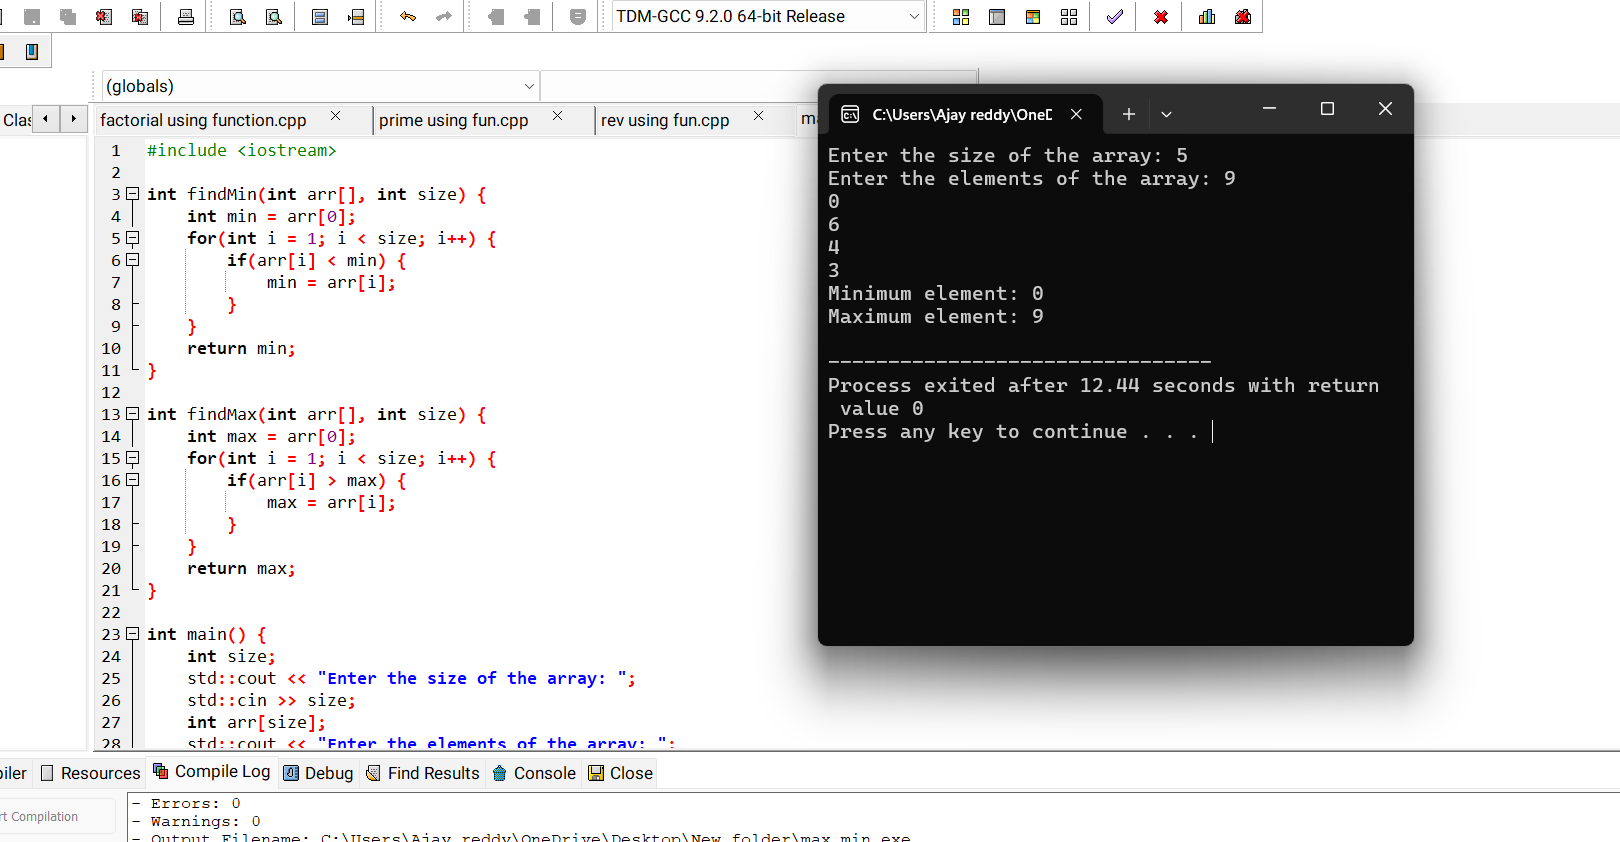 TDM-GCC 9.2.0 64-bit Release
(globals)
factorial using function.cpp
prime using fun.cpp
rev using fun.cpp
C:\Users\Ajay reddy\One
1 #include <iostream>
2
3 int findMin(int arr[], int size) {
4 int min = arr[0];
5 for(int i = 1; i < size; i++) {
6 if(arr[i] < min) {
7 min = arr[i];
8 }
9 }
10 return min;
11 }
12
13 int findMax(int arr[], int size) {
14 int max = arr[0];
15 for(int i = 1; i < size; i++) {
16 if(arr[i] > max) {
17 max = arr[i];
18 }
19 }
20 return max;
21 }
22
23 int main() {
24 int size;
25 std::cout << "Enter the size of the array: ";
26 std::cin >> size;
27 int arr[size];
28 std::cout << "Enter the elements of the array: ";
Enter the size of the array: 5
Enter the elements of the array: 9
0
6
4
3
Minimum element: 0
Maximum element: 9
--------------------------------
Process exited after 12.44 seconds with return
value 0
Press any key to continue . . .
piler
Resources
Compile Log
Debug
Find Results
Console
Close
rt Compilation
- Errors: 0
- Warnings: 0
- Output Filename: C:\Users\Ajay reddy\OneDrive\Desktop\New folder\max min.exe